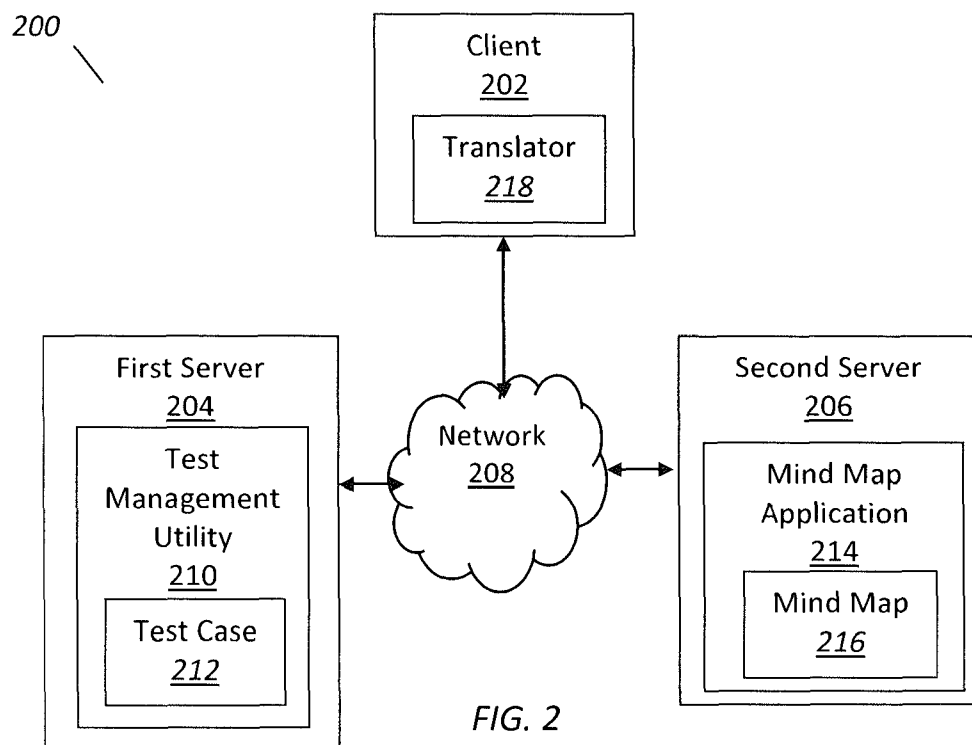 200
Client
202
Translator
218
First Server
204
Test
Management
Utility
210
Test Case
212
Network
208
Second Server
206
Mind Map
Application
214
Mind Map
216
FIG. 2